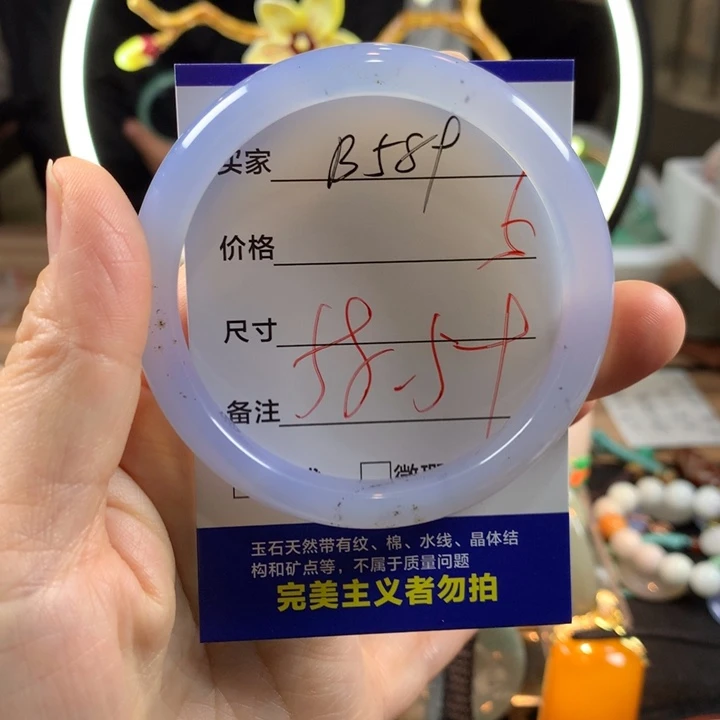 买家 B589
价格 5
尺寸
58.59
备注
微瑕
玉石天然带有纹、棉、水线、晶体结
构和矿点等，不属于质量问题
完美主义者勿拍